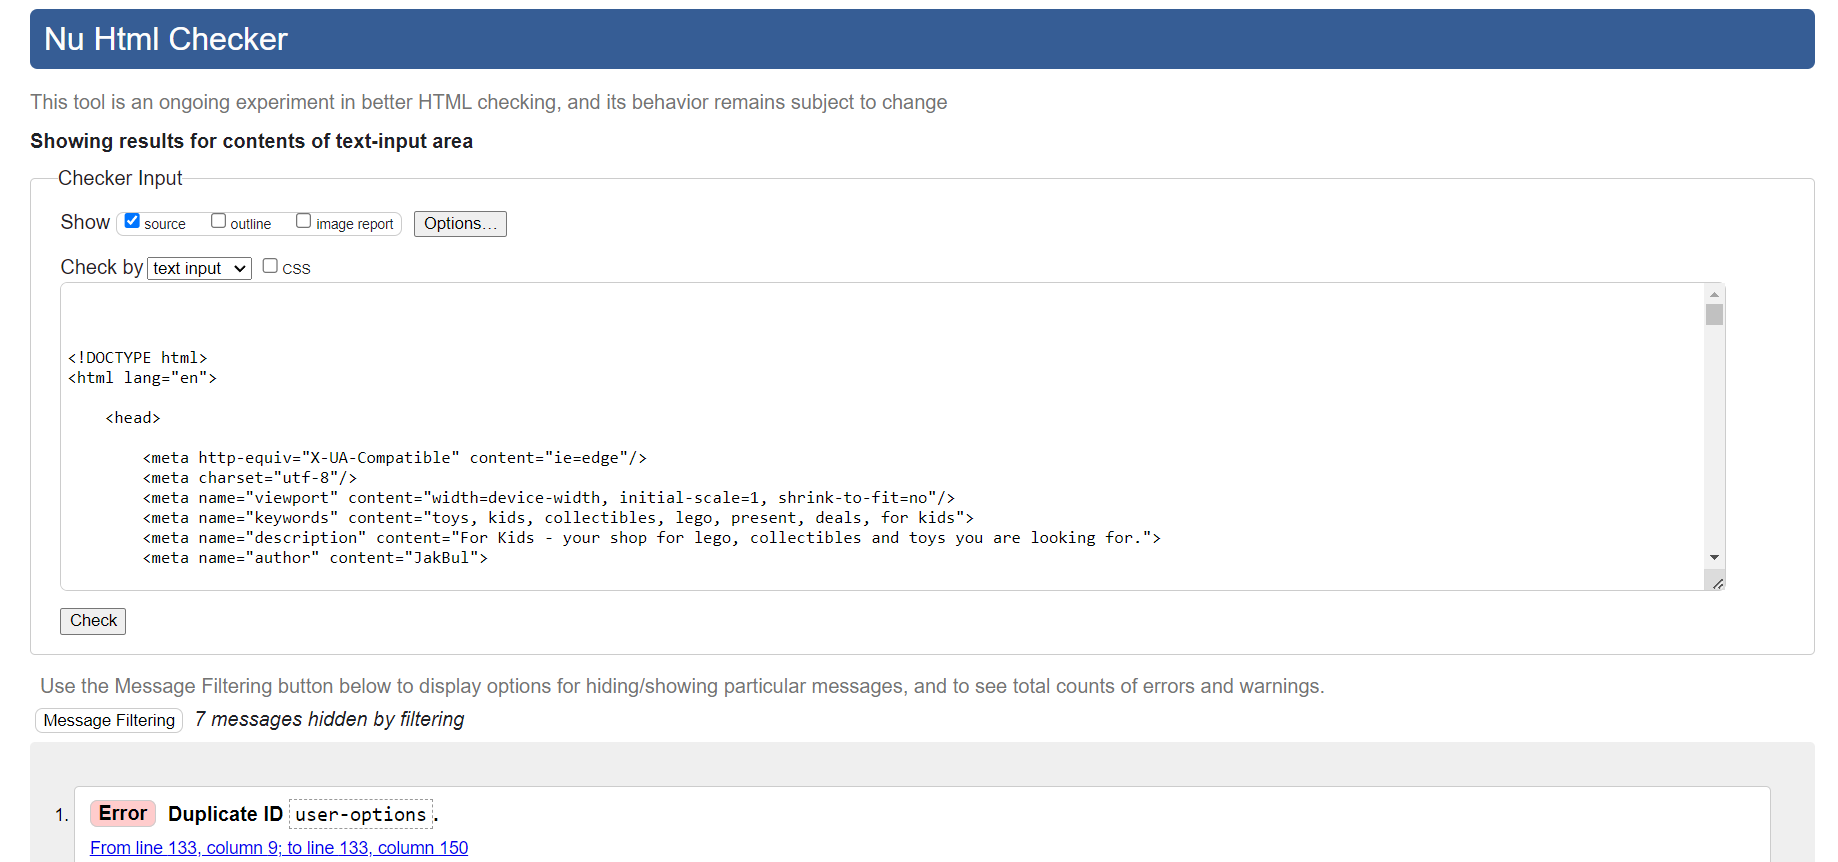 Nu Html Checker
This tool is an ongoing experiment in better HTML checking, and its behavior remains subject to change
Showing results for contents of text-input area
Checker Input
Show source outline image report Options...
Check by text input CSS
<!DOCTYPE html>
<html lang="en">
<head>
<meta http-equiv="X-UA-Compatible" content="ie=edge"/>
<meta charset="utf-8"/>
<meta name="viewport" content="width=device-width, initial-scale=1, shrink-to-fit=no"/>
<meta name="keywords" content="toys, kids, collectibles, lego, present, deals, for kids">
<meta name="description" content="For Kids - your shop for lego, collectibles and toys you are looking for.">
<meta name="author" content="JakBul">
Check
Use the Message Filtering button below to display options for hiding/showing particular messages, and to see total counts of errors and warnings.
Message Filtering 7 messages hidden by filtering
1. Error Duplicate ID user-options.
From line 133, column 9; to line 133, column 150